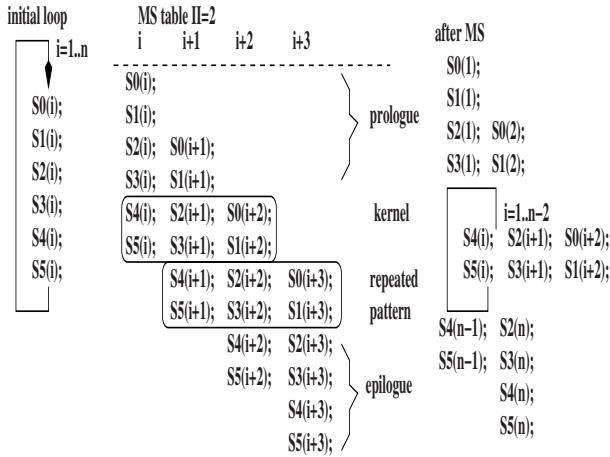 initial loop
i=1..n
S0(i);
S1(i);
S2(i);
S3(i);
S4(i);
S5(i);
MS table II=2
i i+1 i+2 i+3
S0(i);
S1(i);
S2(i); S0(i+1);
S3(i); S1(i+1);
prologue
S4(i); S2(i+1); S0(i+2);
S5(i); S3(i+1); S1(i+2);
kernel
S4(i+1); S2(i+2); S0(i+3);
S5(i+1); S3(i+2); S1(i+3);
repeated
pattern
S4(i+2); S2(i+3);
S5(i+2); S3(i+3);
S4(i+3);
S5(i+3);
epilogue
after MS
S0(1);
S1(1);
S2(1); S0(2);
S3(1); S1(2);
i=1..n−2
S4(i); S2(i+1); S0(i+2);
S5(i); S3(i+1); S1(i+2);
S4(n−1); S2(n);
S5(n−1); S3(n);
S4(n);
S5(n);